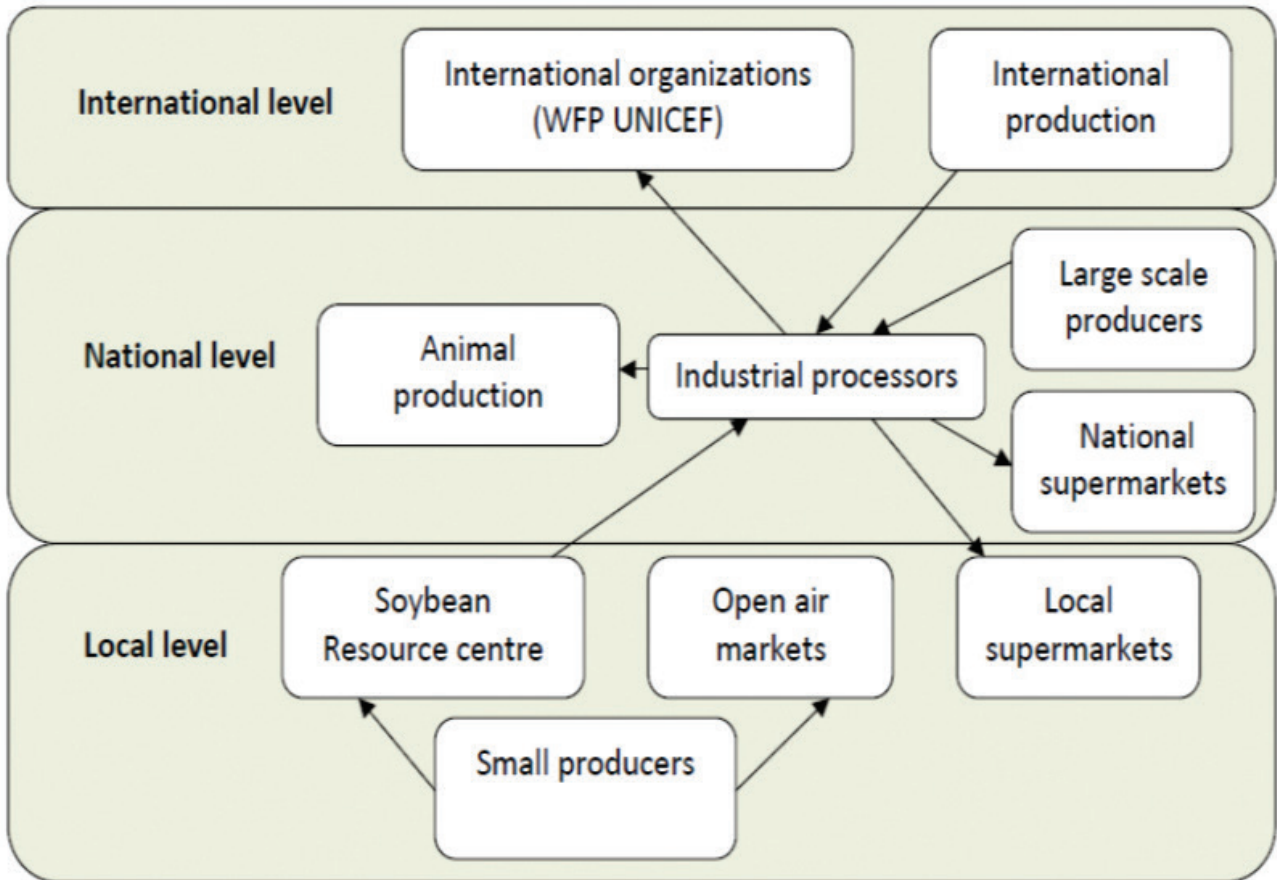 International level
International organizations
(WFP UNICEF)
International
production
National level
Large scale
producers
Animal
production
Industrial processors
National
supermarkets
Local level
Soybean
Resource centre
Open air
markets
Local
supermarkets
Small producers